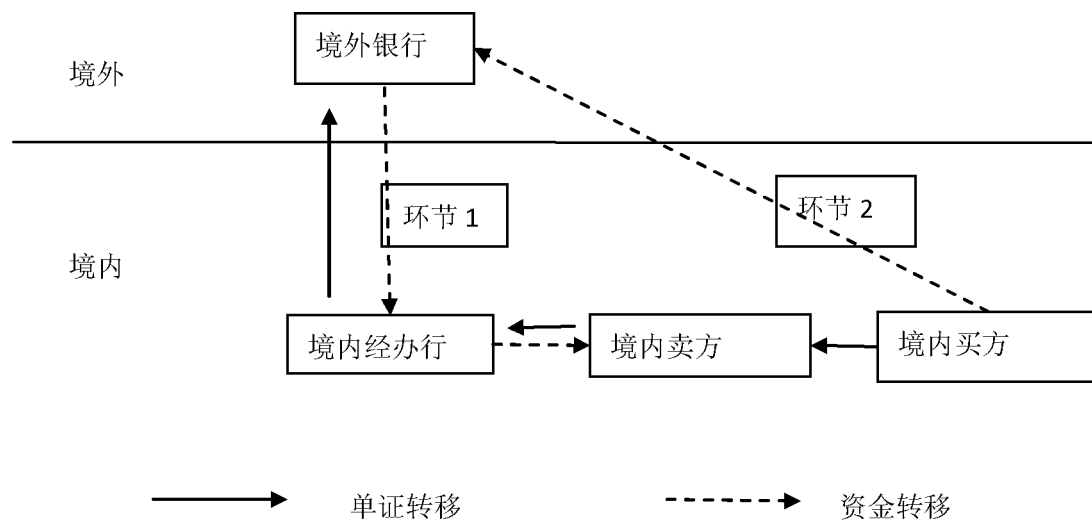 境外银行
境外
环节 1
环节 2
境内
境内经办行
境内卖方
境内买方
单证转移
资金转移